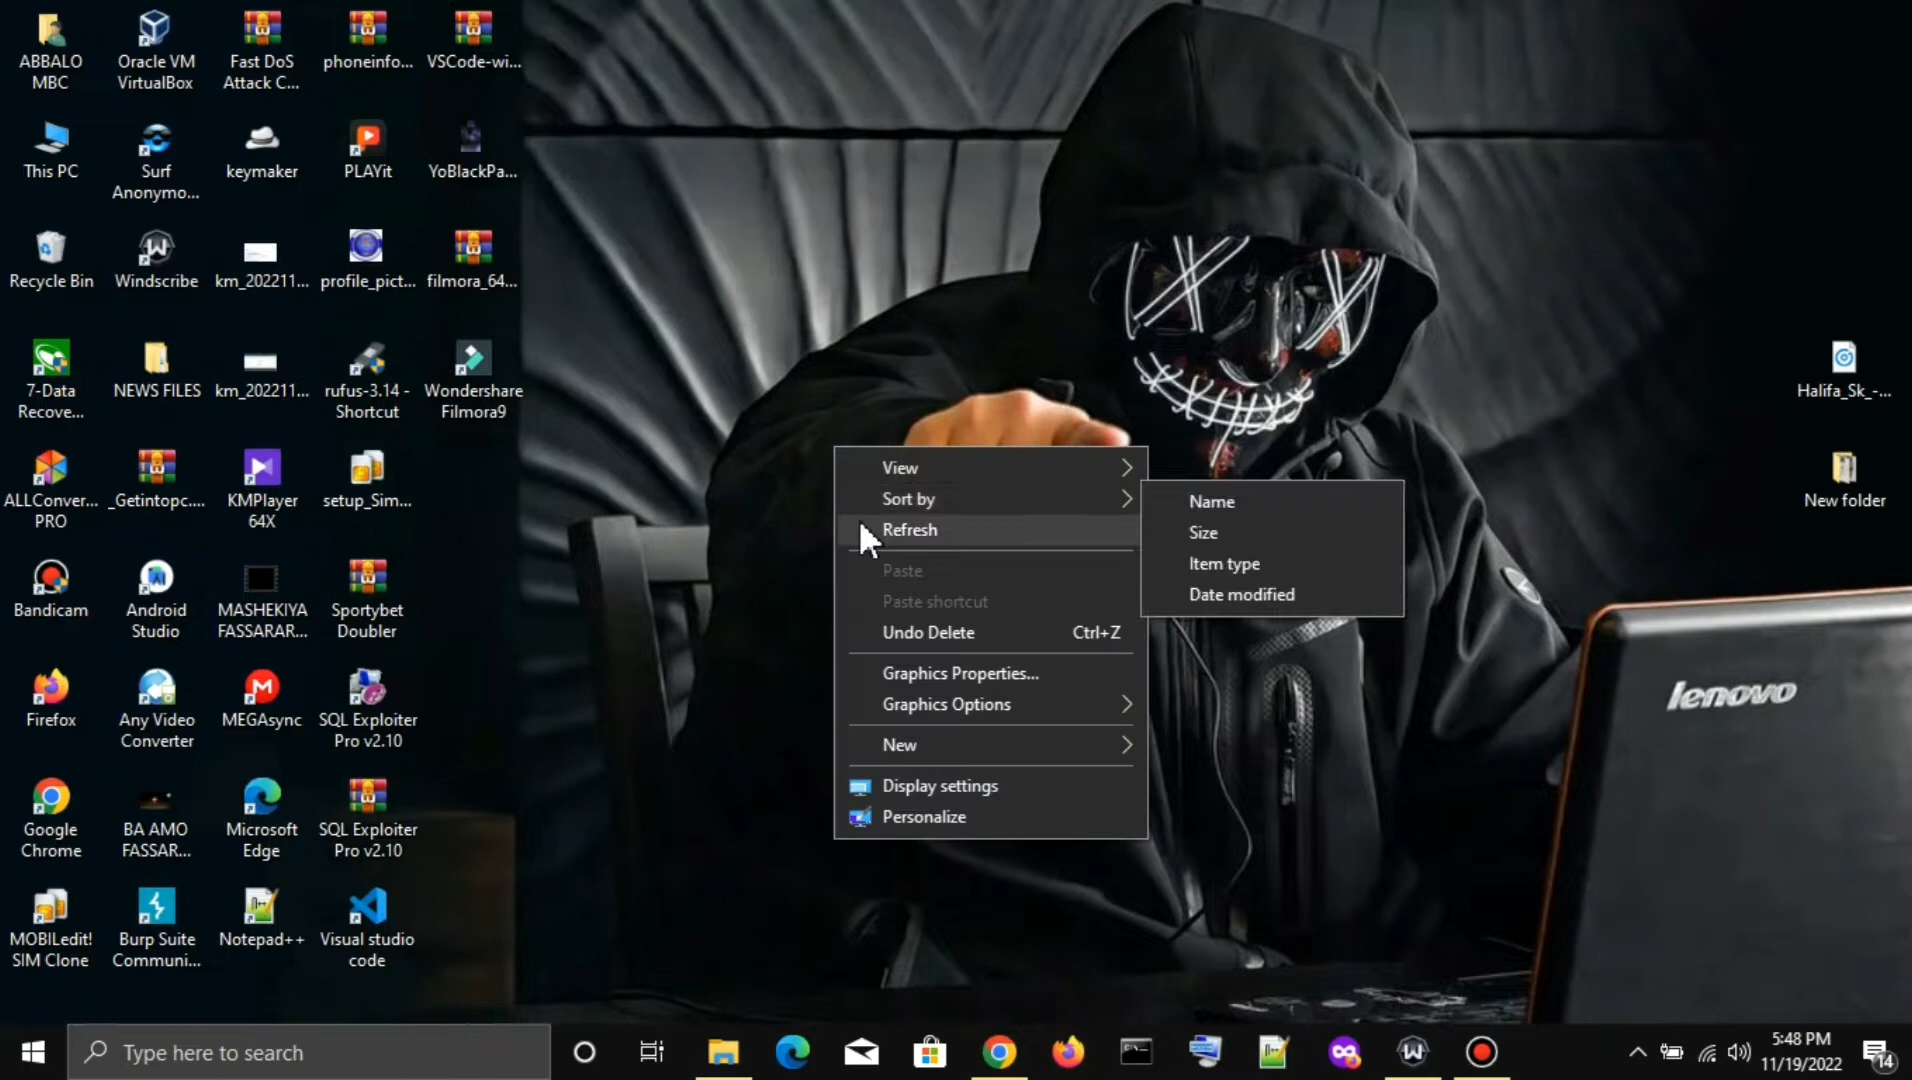 ABBALO
MBC
Oracle VM
VirtualBox
Fast DoS
Attack C...
phoneinfo...
VSCode-wi...
This PC
Surf
Anonymo...
keymaker
PLAYit
YoBlackPa...
Recycle Bin
Windscribe
km_202211...
profile_pict...
filmora_64...
7-Data
Recove...
NEWS FILES
km_202211...
rufus-3.14 -
Shortcut
Wondershare
Filmora9
Halifa_Sk_-...
ALLConver...
PRO
_Getintopc....
KMPlayer
64X
setup_Sim...
New folder
Bandicam
Android
Studio
MASHEKIYA
FASSARAR...
Sportybet
Doubler
Firefox
Any Video
Converter
MEGAsync
SQL Exploiter
Pro v2.10
Google
Chrome
BA AMO
FASSAR...
Microsoft
Edge
SQL Exploiter
Pro v2.10
MOBILedit!
SIM Clone
Burp Suite
Communi...
Notepad++
Visual studio
code
View
Sort by
Refresh
Paste
Paste shortcut
Undo Delete Ctrl+Z
Graphics Properties...
Graphics Options
New
Display settings
Personalize
Name
Size
Item type
Date modified
lenovo
Type here to search
5:48 PM
11/19/2022
14